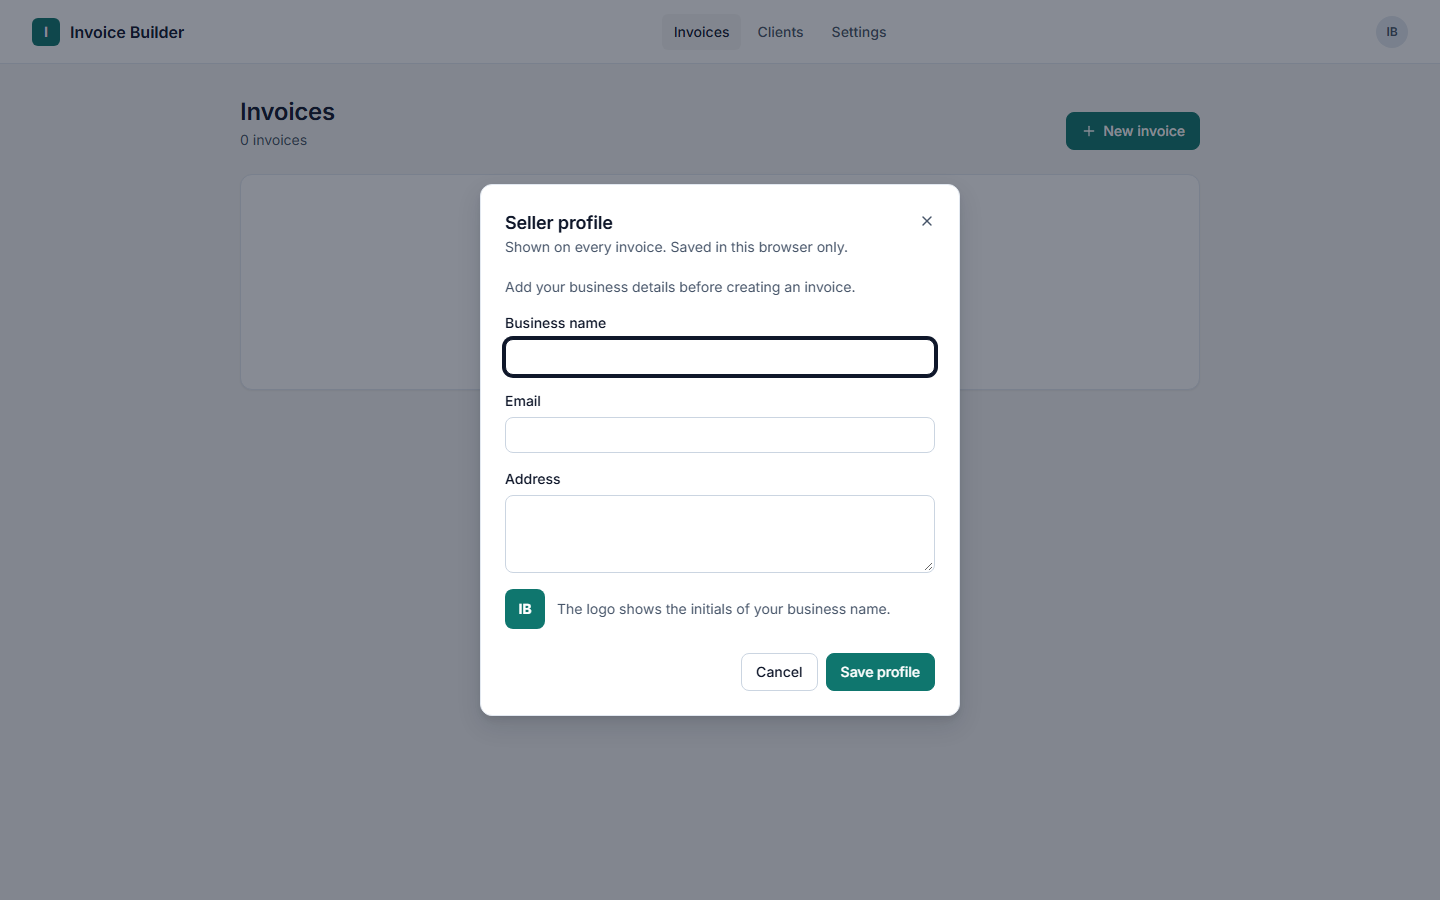 I Invoice Builder
Invoices Clients Settings
IB
Invoices
0 invoices
+ New invoice
Seller profile
Shown on every invoice. Saved in this browser only.
Add your business details before creating an invoice.
Business name
Email
Address
IB The logo shows the initials of your business name.
Cancel Save profile